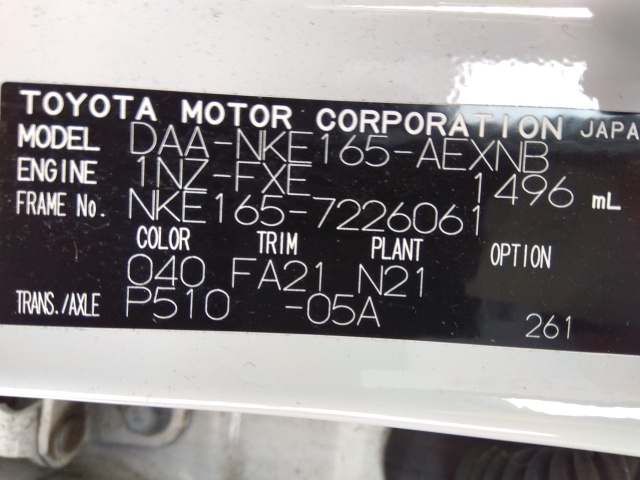 TOYOTA MOTOR CORPORATION JAPAN
MODEL DAA-NKE165-AEXNB
ENGINE 1NZ-FXE 1496 mL
FRAME No. NKE165-7226061
COLOR TRIM PLANT OPTION
040 FA21 N21
TRANS./AXLE P510 -05A
261